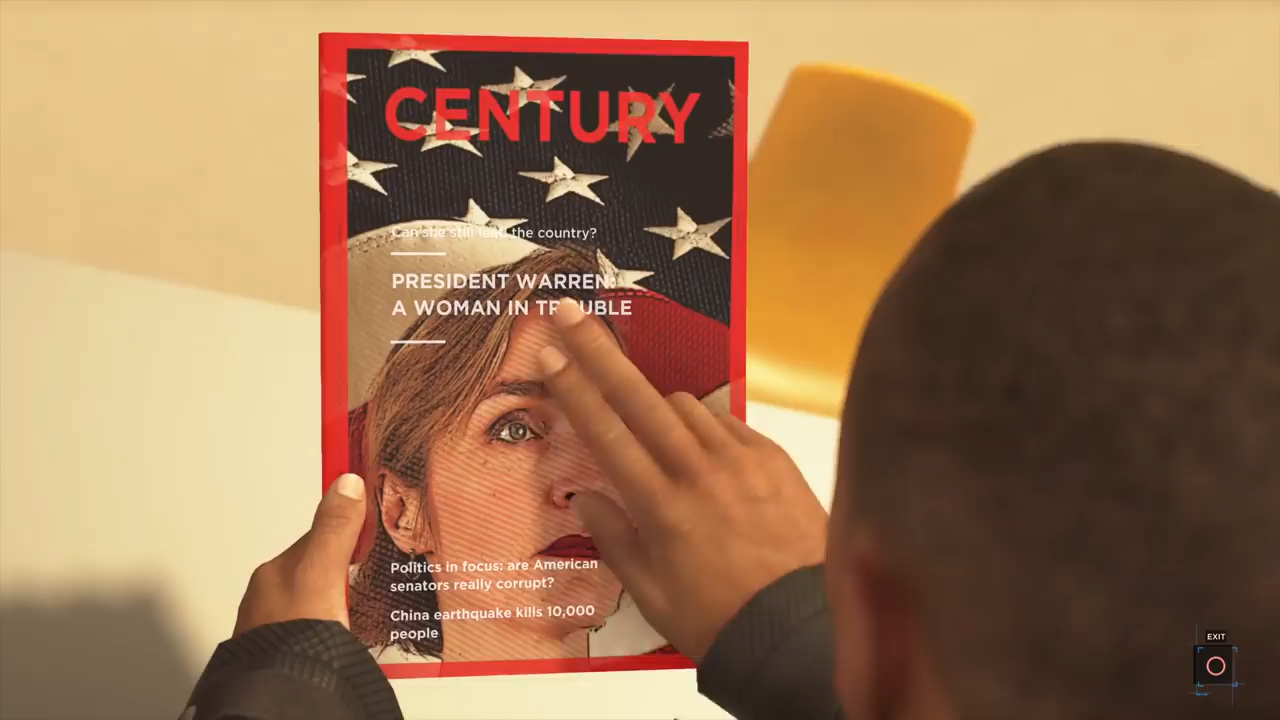 CENTURY
Can she still lead the country?
PRESIDENT WARREN:
A WOMAN IN TROUBLE
Politics in focus: are American
senators really corrupt?
China earthquake kills 10,000
people
EXIT